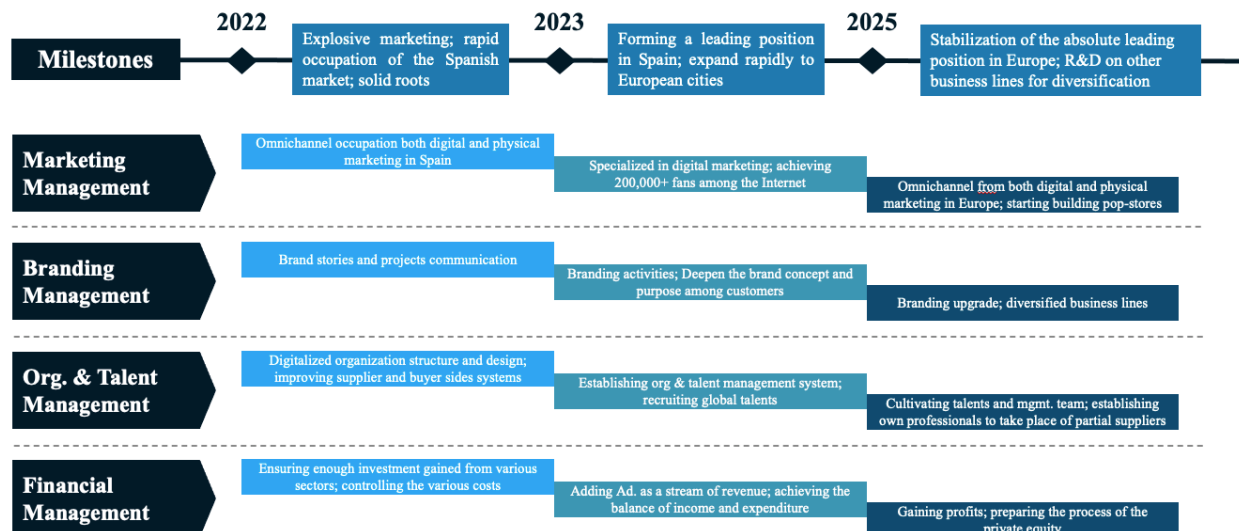 2022
2023
2025
Milestones
Explosive marketing; rapid
occupation of the Spanish
market; solid roots
Forming a leading position
in Spain; expand rapidly to
European cities
Stabilization of the absolute leading
position in Europe; R&D on other
business lines for diversification
Marketing
Management
Omnichannel occupation both digital and physical
marketing in Spain
Specialized in digital marketing; achieving
200,000+ fans among the Internet
Omnichannel from both digital and physical
marketing in Europe; starting building pop-stores
Branding
Management
Brand stories and projects communication
Branding activities; Deepen the brand concept and
purpose among customers
Branding upgrade; diversified business lines
Org. & Talent
Management
Digitalized organization structure and design;
improving supplier and buyer sides systems
Establishing org & talent management system;
recruiting global talents
Cultivating talents and mgmt. team; establishing
own professionals to take place of partial suppliers
Financial
Management
Ensuring enough investment gained from various
sectors; controlling the various costs
Adding Ad. as a stream of revenue; achieving the
balance of income and expenditure
Gaining profits; preparing the process of the
private equity